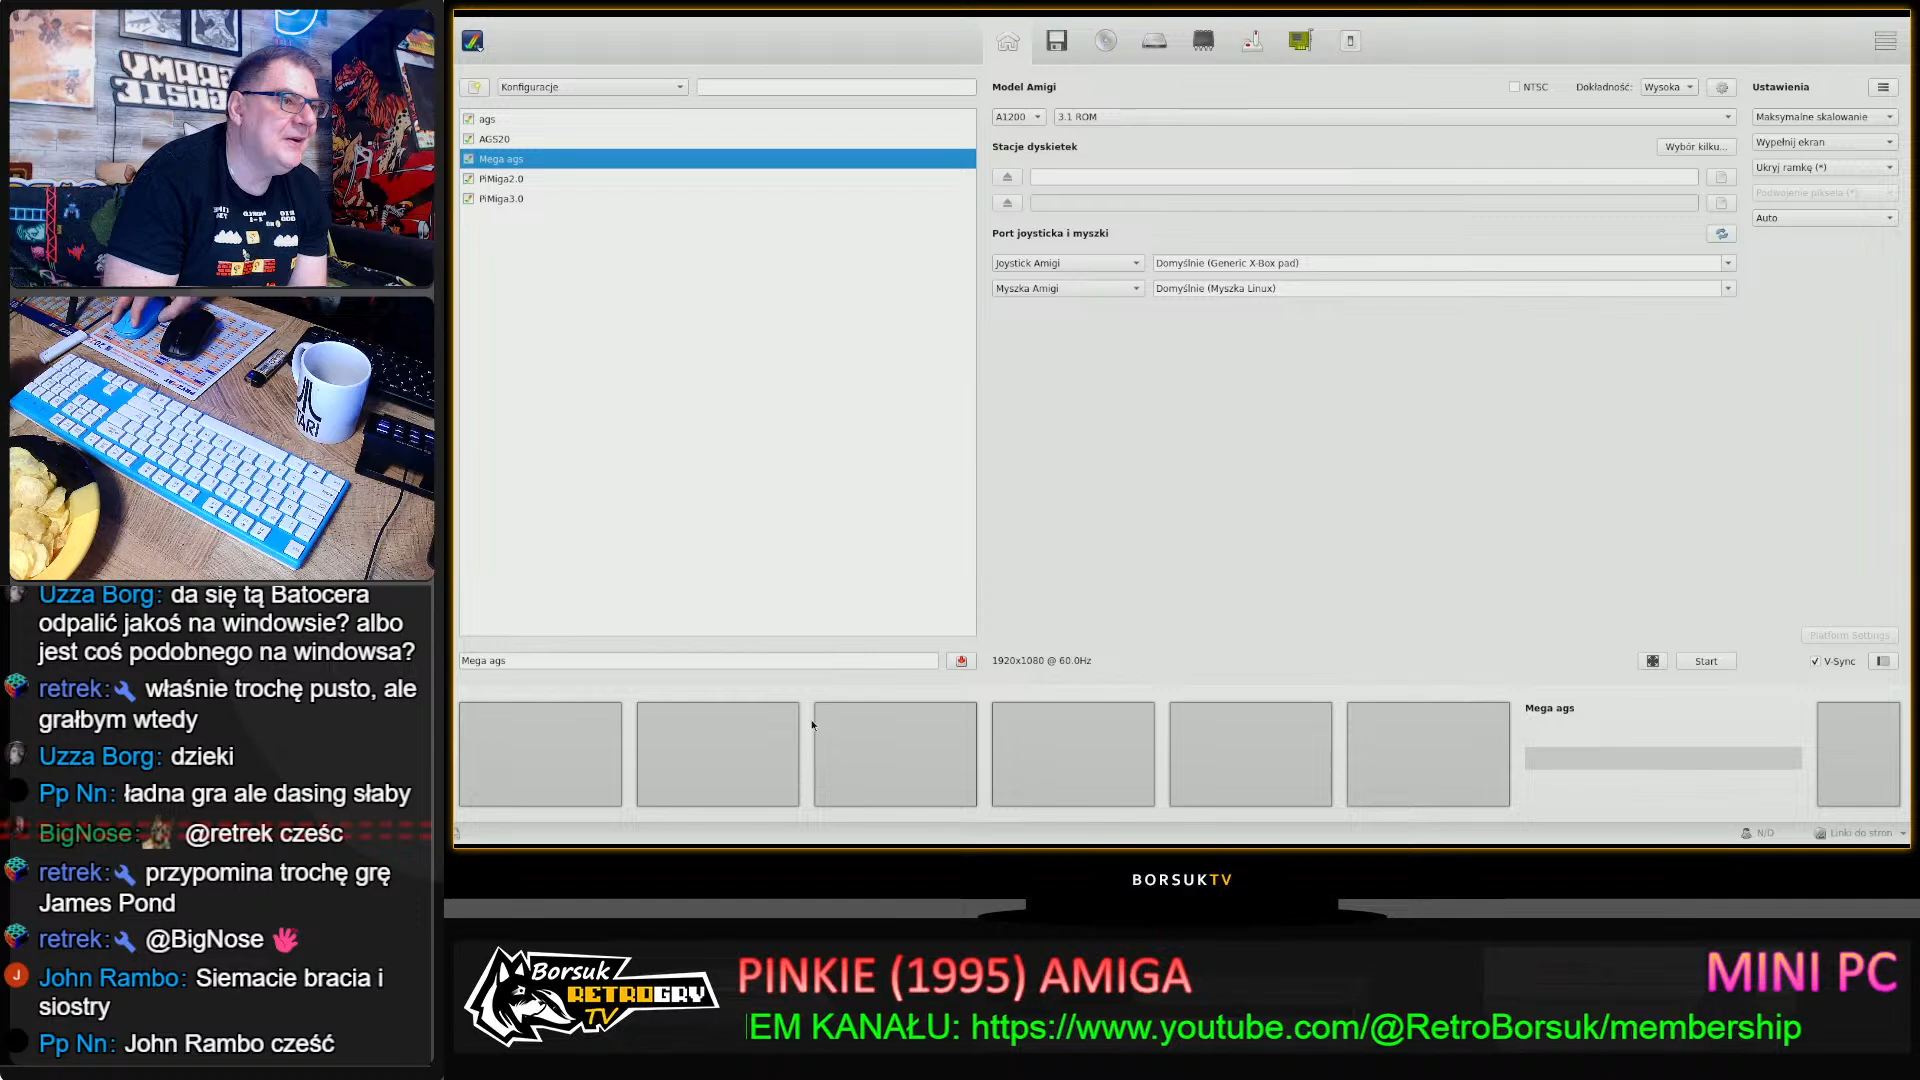 Konfiguracje
ags
AGS20
Mega ags
PiMiga2.0
PiMiga3.0
Mega ags
Model Amigi
NTSC
Dokładność:
Wysoka
A1200
3.1 ROM
Stacje dyskietek
Wybór kilku...
Port joysticka i myszki
Joystick Amigi
Domyślnie (Generic X-Box pad)
Myszka Amigi
Domyślnie (Myszka Linux)
Ustawienia
Maksymalne skalowanie
Wypełnij ekran
Ukryj ramkę (*)
Podwojenie piksela (*)
Auto
Platform Settings
1920x1080 @ 60.0Hz
Start
V-Sync
Mega ags
N/D
Linki do stron
ATARI
Uzza Borg: da się tą Batocera
odpalić jakoś na windowsie? albo
jest coś podobnego na windowsa?
retrek: właśnie trochę pusto, ale
grałbym wtedy
Uzza Borg: dzieki
Pp Nn: ładna gra ale dasing słaby
BigNose: @retrek cześc
retrek: przypomina trochę grę
James Pond
retrek: @BigNose
J
John Rambo: Siemacie bracia i
siostry
Pp Nn: John Rambo cześć
BORSUKTV
Borsuk
RETROGRY
TV
PINKIE (1995) AMIGA
MINI PC
IEM KANAŁU: https://www.youtube.com/@RetroBorsuk/membership